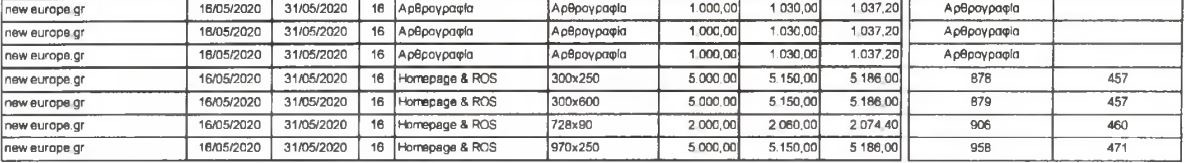 new europe.gr 16/05/2020 31/05/2020 16 Αρθρογραφία Αρθρογραφία 1.000,00 1.030,00 1.037,20 Αρθρογραφία
new europe.gr 16/05/2020 31/05/2020 16 Αρθρογραφία Αρθρογραφία 1.000,00 1.030,00 1.037,20 Αρθρογραφία
new europe.gr 16/05/2020 31/05/2020 16 Αρθρογραφία Αρθρογραφία 1.000,00 1.030,00 1.037,20 Αρθρογραφία
new europe.gr 16/05/2020 31/05/2020 16 Homepage & ROS 300x250 5.000,00 5.150,00 5.186,00 878 457
new europe.gr 16/05/2020 31/05/2020 16 Homepage & ROS 300x600 5.000,00 5.150,00 5.186,00 879 457
new europe.gr 16/05/2020 31/05/2020 16 Homepage & ROS 728x90 2.000,00 2.060,00 2.074,40 906 460
new europe.gr 16/05/2020 31/05/2020 16 Homepage & ROS 970x250 5.000,00 5.150,00 5.186,00 958 471